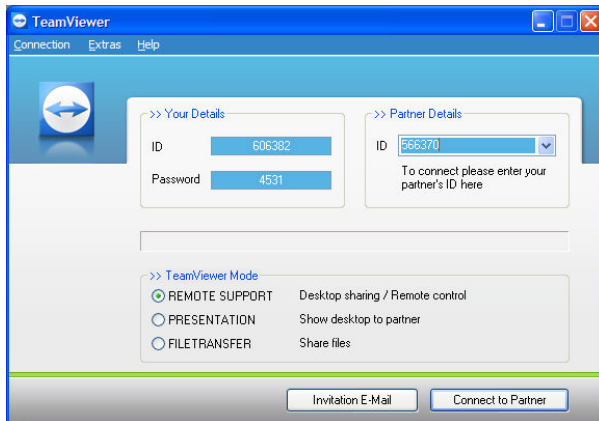 TeamViewer
Connection Extras Help
>> Your Details
ID 606382
Password 4531
>> Partner Details
ID 566370
To connect please enter your
partner's ID here
>> TeamViewer Mode
REMOTE SUPPORT Desktop sharing / Remote control
PRESENTATION Show desktop to partner
FILETRANSFER Share files
Invitation E-Mail Connect to Partner